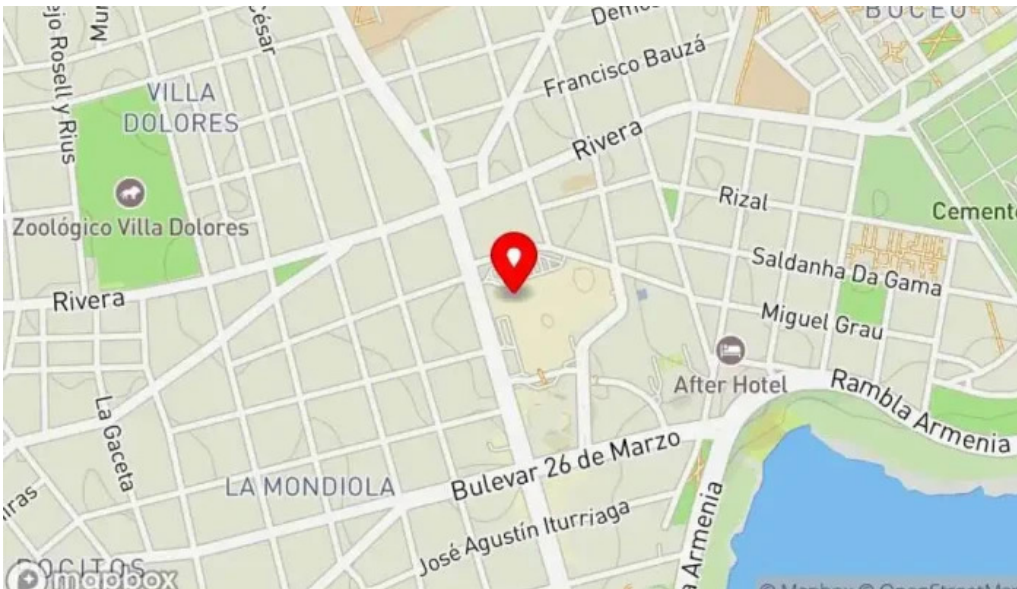 BUCEO
Francisco Bauzá
César
VILLA
DOLORES
Rivera
Rizal
Zoológico Villa Dolores
Saldanha Da Gama
Rivera
Miguel Grau
After Hotel
Rambla Armenia
La Gaceta
Bulevar 26 de Marzo
LA MONDIOLA
José Agustín Iturriaga
Armenia
mapbox